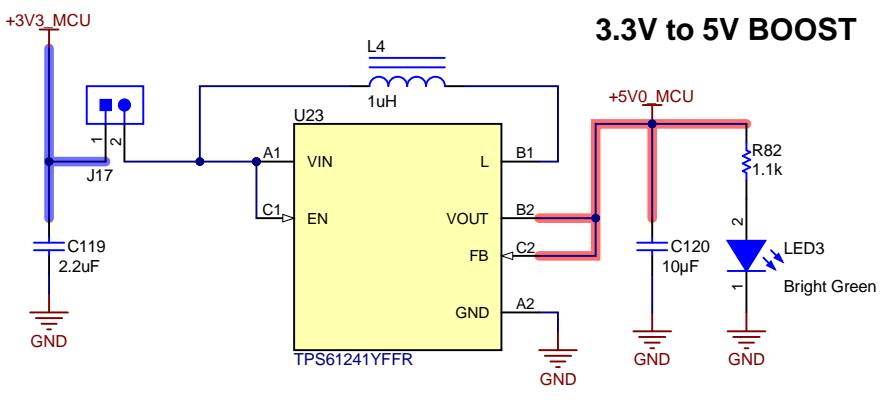 3.3V to 5V BOOST
+3V3_MCU
L4
1uH
+5V0_MCU
U23
J17
1
2
A1
VIN
C1
EN
L
B1
VOUT
B2
FB
C2
GND
A2
TPS61241YFFR
R82
1.1k
C119
2.2uF
C120
10µF
2
1
LED3
Bright Green
GND
GND
GND
GND